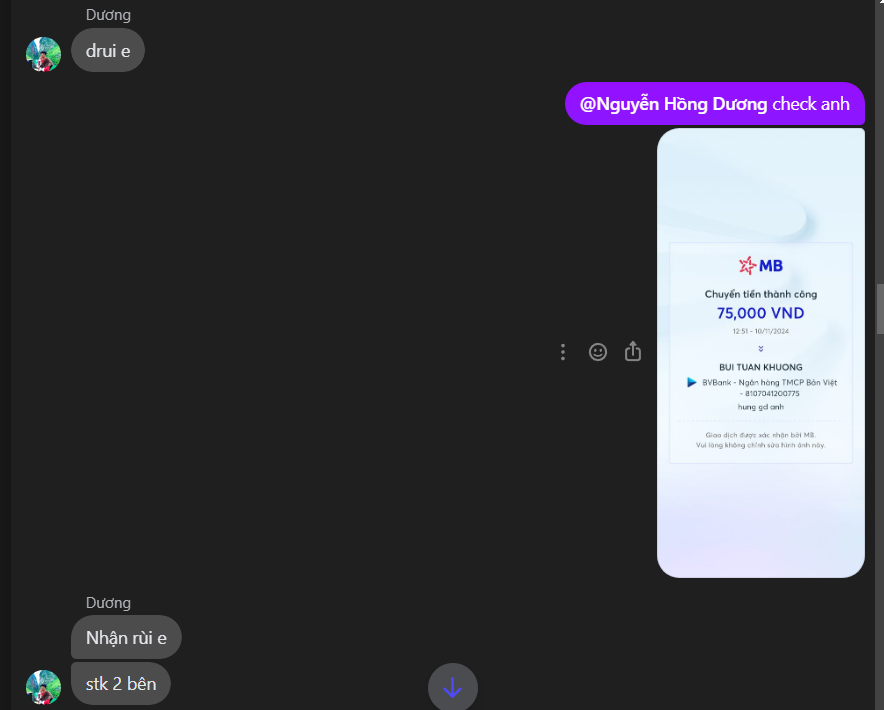 Dương
drui e
@Nguyễn Hồng Dương check anh
MB
Chuyển tiền thành công
75,000 VND
12:51 - 10/11/2024
BUI TUAN KHUONG
BVBank - Ngân hàng TMCP Bản Việt
- 8107041200775
hung gd anh
Giao dịch được xác nhận bởi MB.
Vui lòng không chỉnh sửa hình ảnh này.
Dương
Nhận rùi e
stk 2 bên